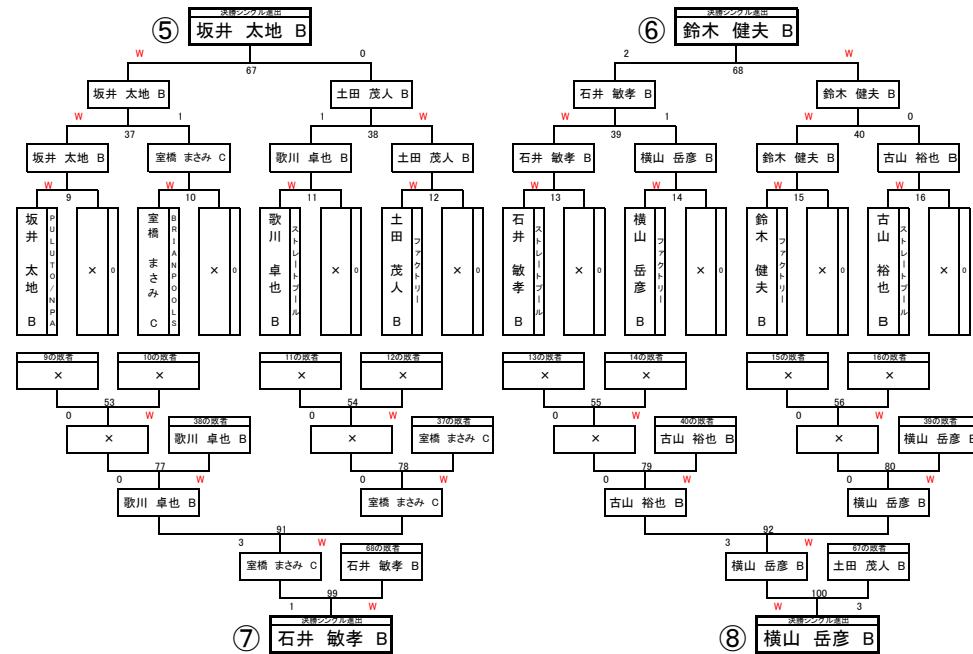 決勝シングル進出 決勝シングル進出
⑤ 坂井 太地 B ⑥ 鈴木 健夫 B
W 0 2 W
67 68
坂井 太地 B 土田 茂人 B 石井 敏孝 B 鈴木 健夫 B
W 1 1 W W 1 W 0
37 38 39 40
坂井 太地 B 室橋 まさみ C 歌川 卓也 B 土田 茂人 B 石井 敏孝 B 横山 岳彦 B 鈴木 健夫 B 古山 裕也 B
W W W W W W W W
9 10 11 12 13 14 15 16
坂井 太地 B PULUTO/NPA × 0
室橋 まさみ C BRIANPOOLS × 0
歌川 卓也 B ストレートプール × 0
土田 茂人 B ファクトリー × 0
石井 敏孝 B ストレートプール × 0
横山 岳彦 B ファクトリー × 0
鈴木 健夫 B ファクトリー × 0
古山 裕也 B ストレートプール × 0
9の敗者 10の敗者 11の敗者 12の敗者 13の敗者 14の敗者 15の敗者 16の敗者
× × × × × × × ×
53 54 55 56
0 W 0 W 0 W 0 W
38の敗者 37の敗者 40の敗者 39の敗者
× 歌川 卓也 B × 室橋 まさみ C × 古山 裕也 B × 横山 岳彦 B
77 78 79 80
0 W 0 W 0 W 0 W
歌川 卓也 B 室橋 まさみ C 古山 裕也 B 横山 岳彦 B
91 92
3 W 3 W
68の敗者 67の敗者
室橋 まさみ C 石井 敏孝 B 横山 岳彦 B 土田 茂人 B
99 100
1 W W 3
決勝シングル進出 決勝シングル進出
⑦ 石井 敏孝 B ⑧ 横山 岳彦 B